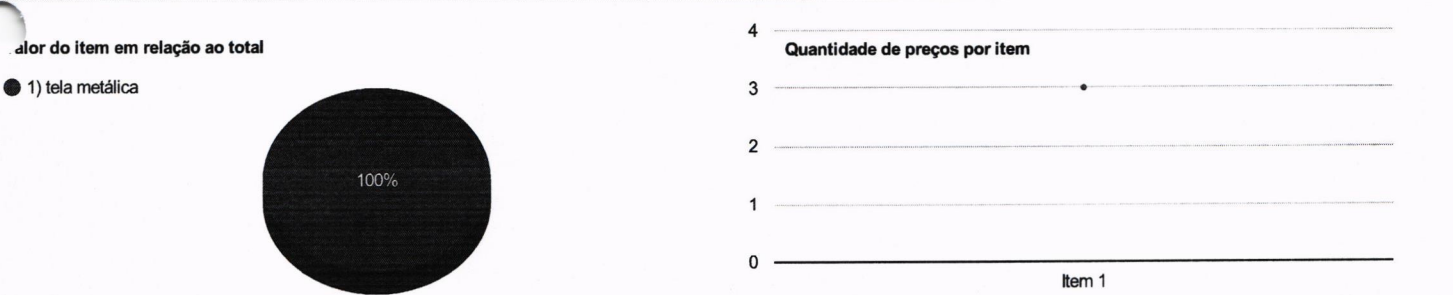 alor do item em relação ao total
1) tela metálica
100%
Quantidade de preços por item
4
3
2
1
0
Item 1